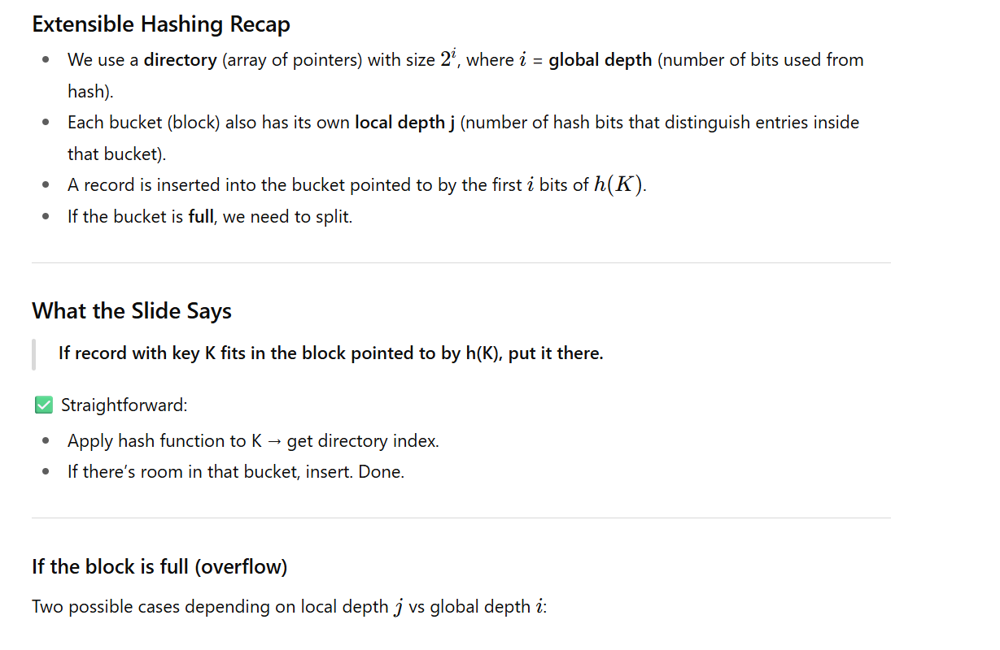 Extensible Hashing Recap
• We use a directory (array of pointers) with size 2^i, where i = global depth (number of bits used from
hash).
• Each bucket (block) also has its own local depth j (number of hash bits that distinguish entries inside
that bucket).
• A record is inserted into the bucket pointed to by the first i bits of h(K).
• If the bucket is full, we need to split.
What the Slide Says
If record with key K fits in the block pointed to by h(K), put it there.
✅ Straightforward:
• Apply hash function to K → get directory index.
• If there’s room in that bucket, insert. Done.
If the block is full (overflow)
Two possible cases depending on local depth j vs global depth i: